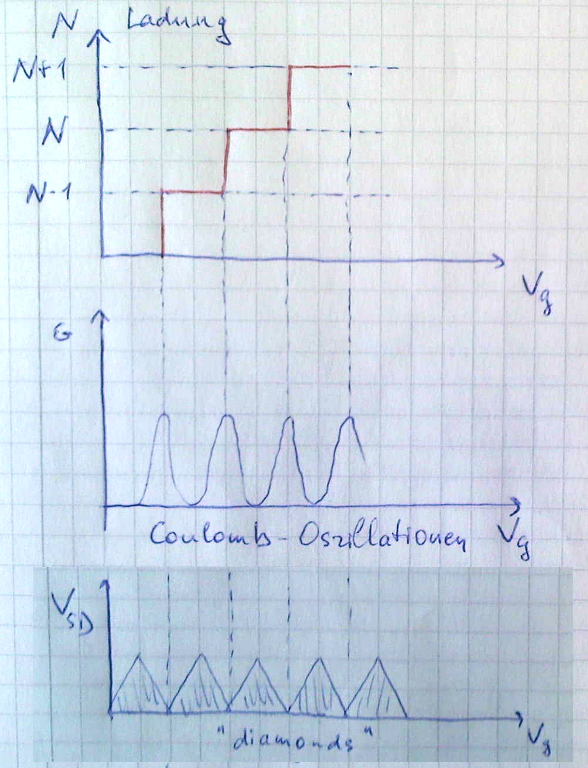 N Ladung
N+1
N
N-1
Vg
G
Coulomb-Oszillationen Vg
VSD
Vg
"diamonds"